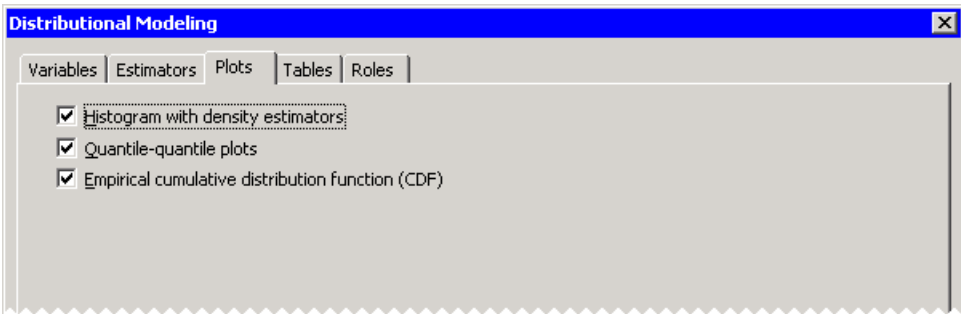 Distributional Modeling
Variables Estimators Plots Tables Roles
Histogram with density estimators
Quantile-quantile plots
Empirical cumulative distribution function (CDF)